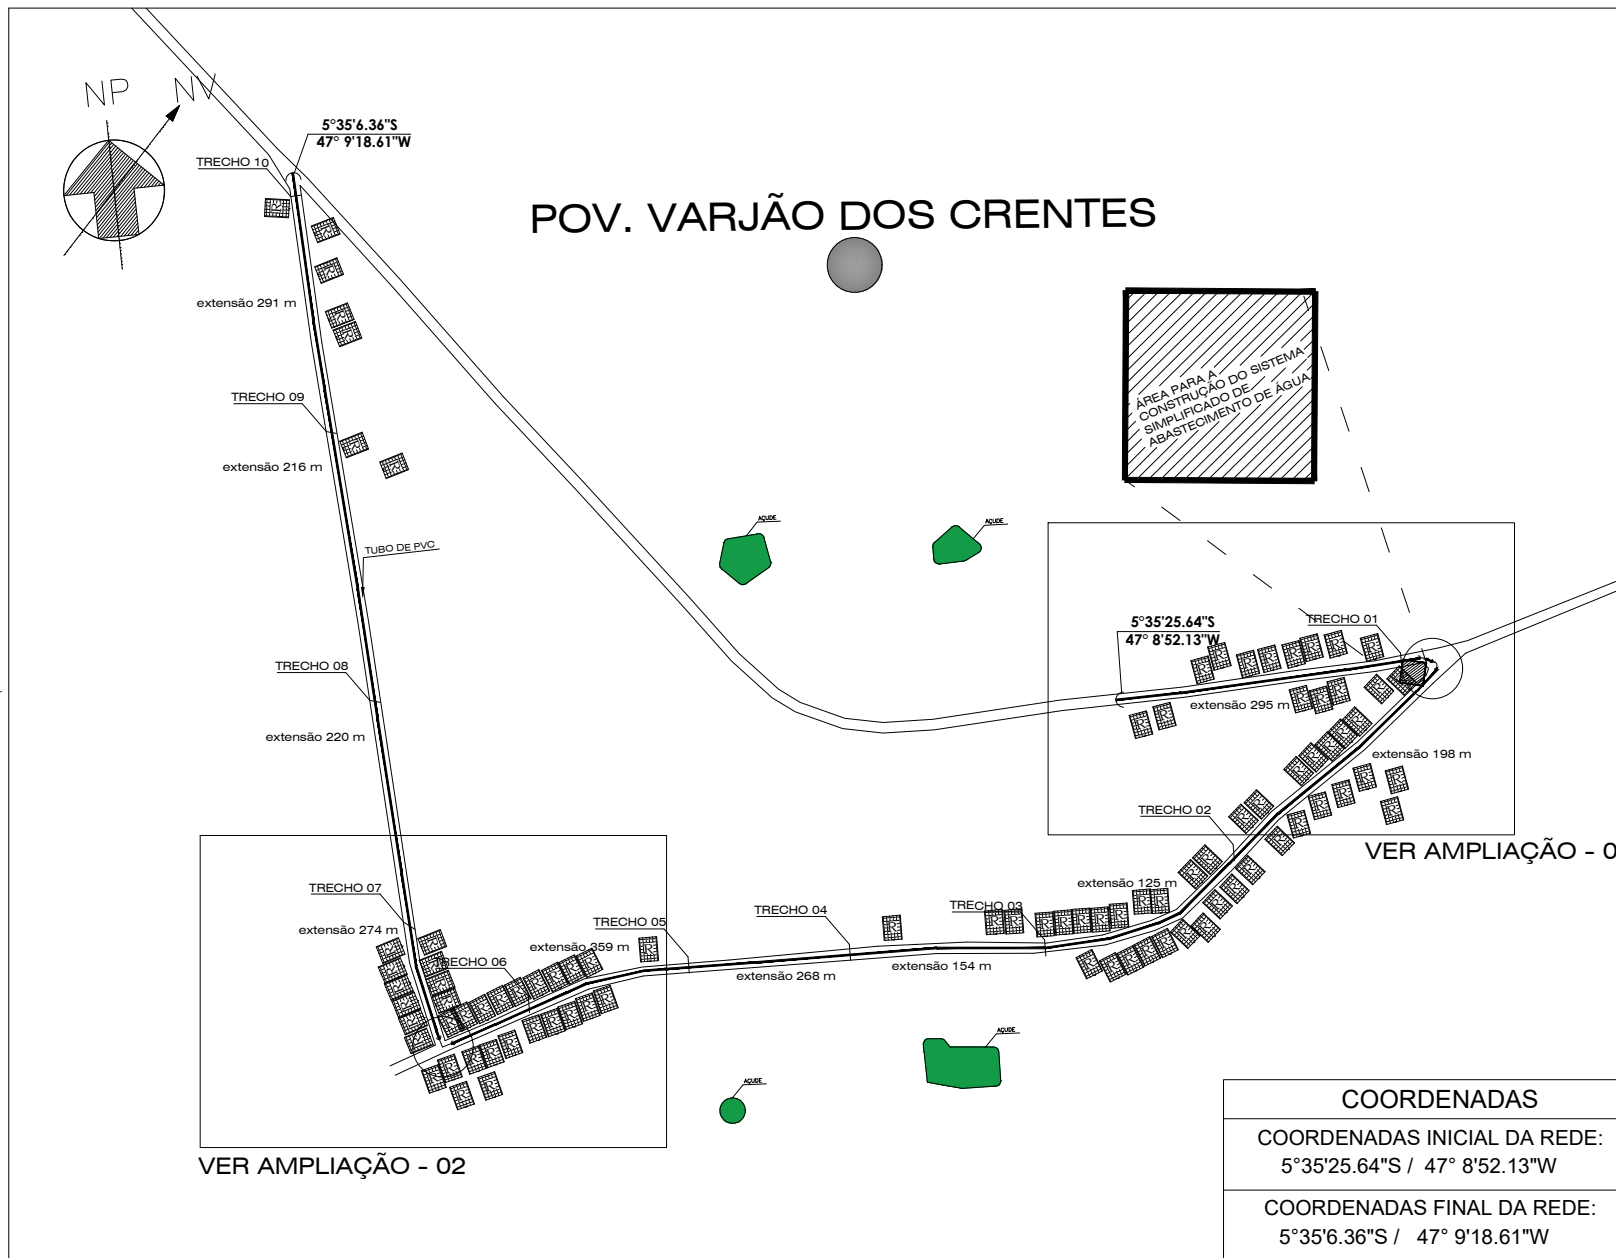 NP
NV
5°35'6.36"S
47° 9'18.61"W
TRECHO 10
POV. VARJÃO DOS CRENTES
extensão 291 m
ÁREA PARA A
CONSTRUÇÃO DO SISTEMA
SIMPLIFICADO DE
ABASTECIMENTO DE ÁGUA
TRECHO 09
extensão 216 m
AÇUDE
AÇUDE
TUBO DE PVC
5°35'25.64"S
47° 8'52.13"W
TRECHO 01
TRECHO 08
extensão 295 m
extensão 220 m
extensão 198 m
TRECHO 02
VER AMPLIAÇÃO - 0
TRECHO 07
extensão 125 m
TRECHO 03
TRECHO 04
TRECHO 05
extensão 274 m
extensão 359 m
TRECHO 06
extensão 154 m
extensão 268 m
AÇUDE
AÇUDE
VER AMPLIAÇÃO - 02
COORDENADAS
COORDENADAS INICIAL DA REDE:
5°35'25.64"S / 47° 8'52.13"W
COORDENADAS FINAL DA REDE:
5°35'6.36"S / 47° 9'18.61"W